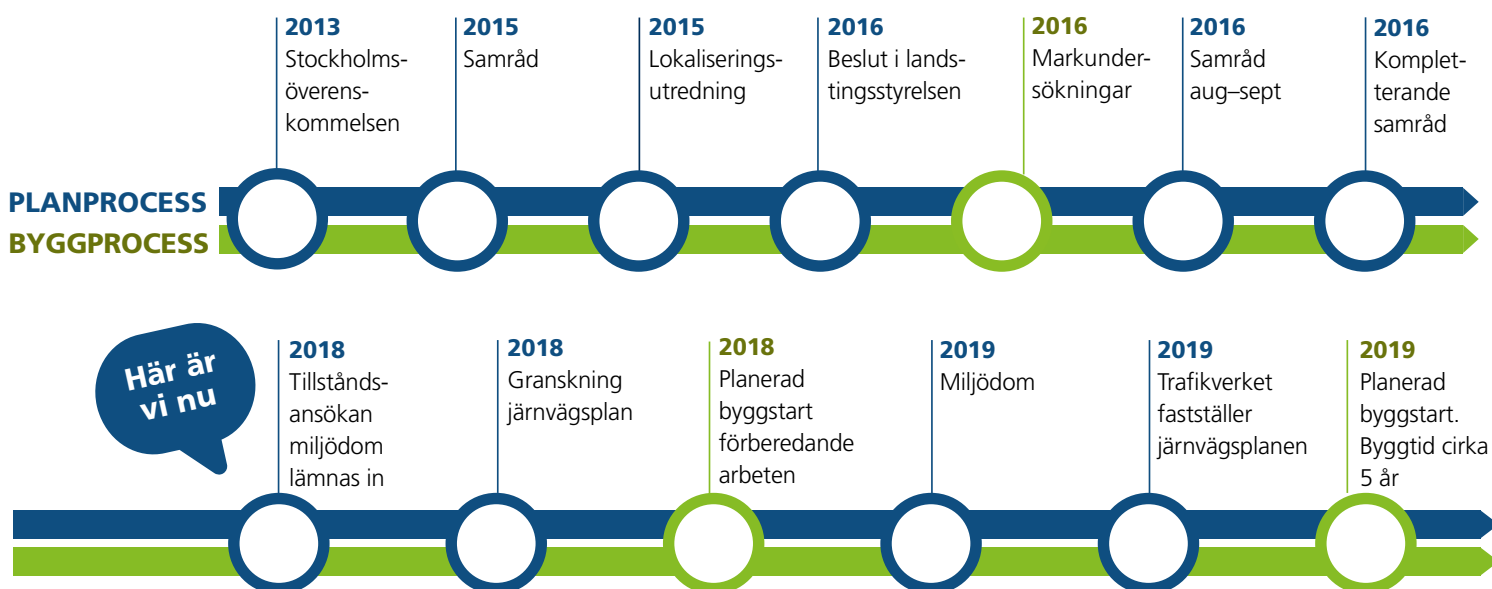 2013
Stockholms-
överens-
kommelsen
2015
Samråd
2015
Lokaliserings-
utredning
2016
Beslut i lands-
tingsstyrelsen
2016
Markunder-
sökningar
2016
Samråd
aug–sept
2016
Komplet-
terande
samråd
PLANPROCESS
BYGGPROCESS
Här är
vi nu
2018
Tillstånds-
ansökan
miljödom
lämnas in
2018
Granskning
järnvägsplan
2018
Planerad
byggstart
förberedande
arbeten
2019
Miljödom
2019
Trafikverket
fastställer
järnvägsplanen
2019
Planerad
byggstart.
Byggtid cirka
5 år